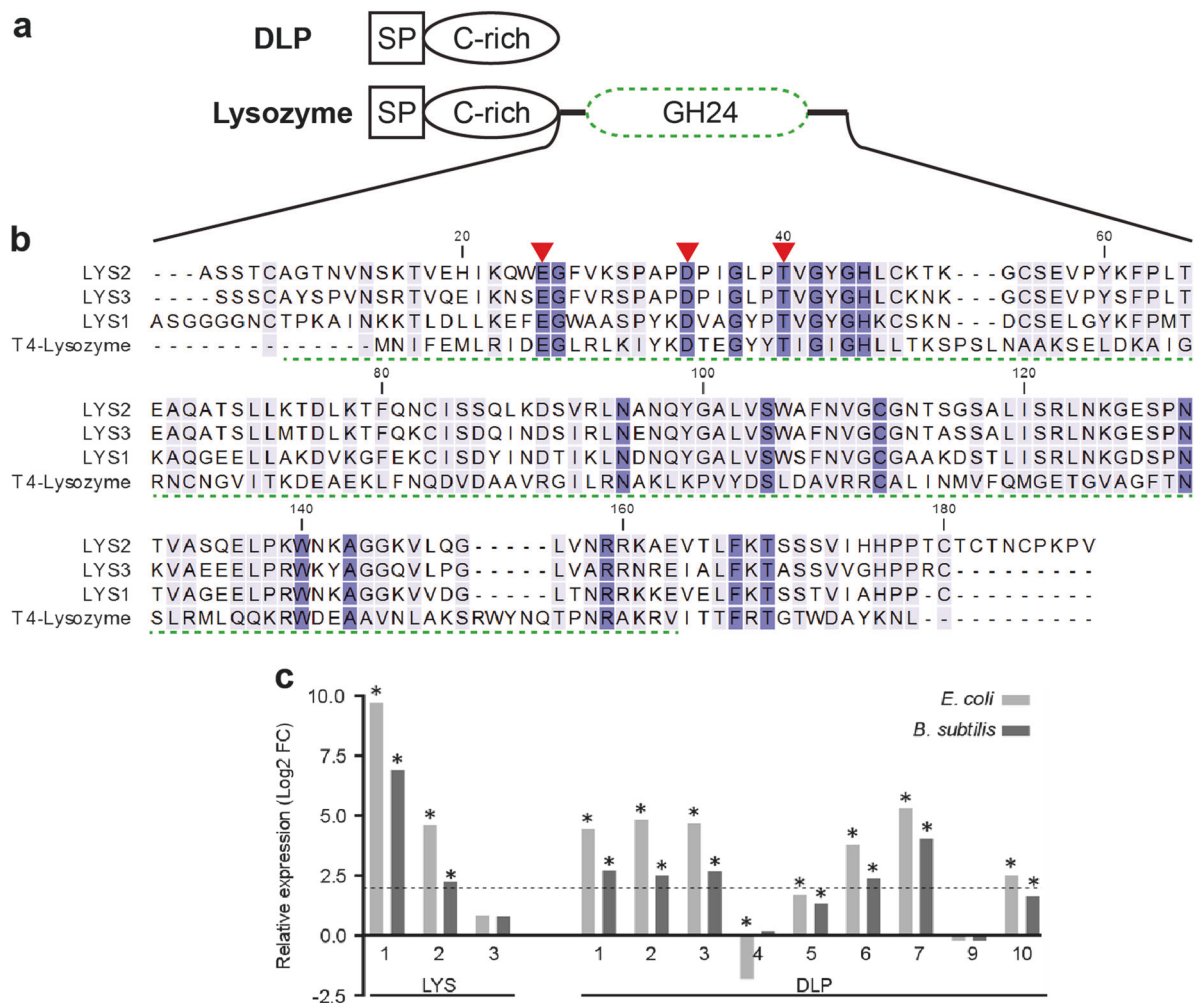 a
DLP SP C-rich
Lysozyme SP C-rich GH24
b
20 40 60
LYS2 ---ASSTCAGTNVNSKTVEHIKQWEGFVKSPAPDPIGLPTVGYGHLCKTK---GCSEVPYKFPLT
LYS3 ----SSSCAYSPVNSRTVQEIKNSEGFVRSPAPDPIGLPTVGYGHLCKNK---GCSEVPYSFPLT
LYS1 ASGGGGNCTPKAINKKTLDLLKEFEGWAASPYKDVAGYPTVGYGHKCSKN---DCSELGYKFPMT
T4-Lysozyme --------------MNIFEMLRIDEGLRLKIYKDTEGYYTIGIGHLLTKSPSLNAAKSELDKAIG
80 100 120
LYS2 EAQATSLLKTDLKTFQNCISSQLKDSVRLNANQYGALVSWAFNVGCGNTSGSALISRLNKGESPN
LYS3 EAQATSLLMTDLKTFQKCISDQINDSIRLNENQYGALVSWAFNVGCGNTASSALISRLNKGESPN
LYS1 KAQGEELLAKDVKGFEKCISDYINDTIKLNDNQYGALVSWSFNVGCGAAKDSTLISRLNKGDSPN
T4-Lysozyme RNCNGVITKDEAEKLFNQDVDAAVRGILRNAKLKPVYDSLDAVRRCALINMVFQMGETGVAGFTN
140 160 180
LYS2 TVASQELPKWNKAGGKVLQG-----LVNRRKAEVTLFKTSSSVIHHPPTCTCTNCPKPV
LYS3 KVAEEELPRWKYAGGQVLPG-----LVARRNREIALFKTASSVVGHPPRC---------
LYS1 TVAGEELPRWNKAGGKVVDG-----LTNRRKKEVELFKTSSTVIAHPP-C---------
T4-Lysozyme SLRMLQQKRWDEAAVNLAKSRWYNQTPNRAKRVITTFRTGTWDAYKNL-----------
c
Relative expression (Log2 FC)
10.0
7.5
5.0
2.5
0.0
-2.5
E. coli
B. subtilis
* * * * * * * * * * * * * * * * * * *
1 2 3 1 2 3 4 5 6 7 9 10
LYS DLP